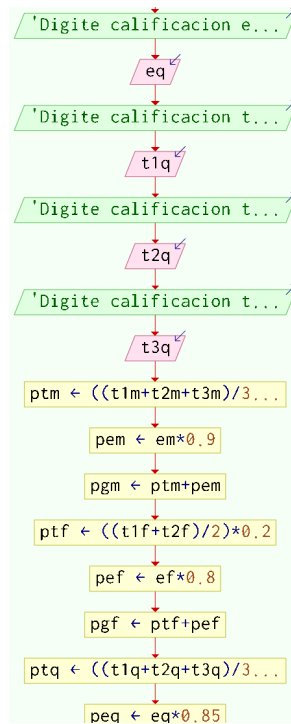 'Digite calificacion e...
eq
'Digite calificacion t...
t1q
'Digite calificacion t...
t2q
'Digite calificacion t...
t3q
ptm ← ((t1m+t2m+t3m)/3...
pem ← em*0.9
pgm ← ptm+pem
ptf ← ((t1f+t2f)/2)*0.2
pef ← ef*0.8
pgf ← ptf+pef
ptq ← ((t1q+t2q+t3q)/3...
peq ← eq*0.85